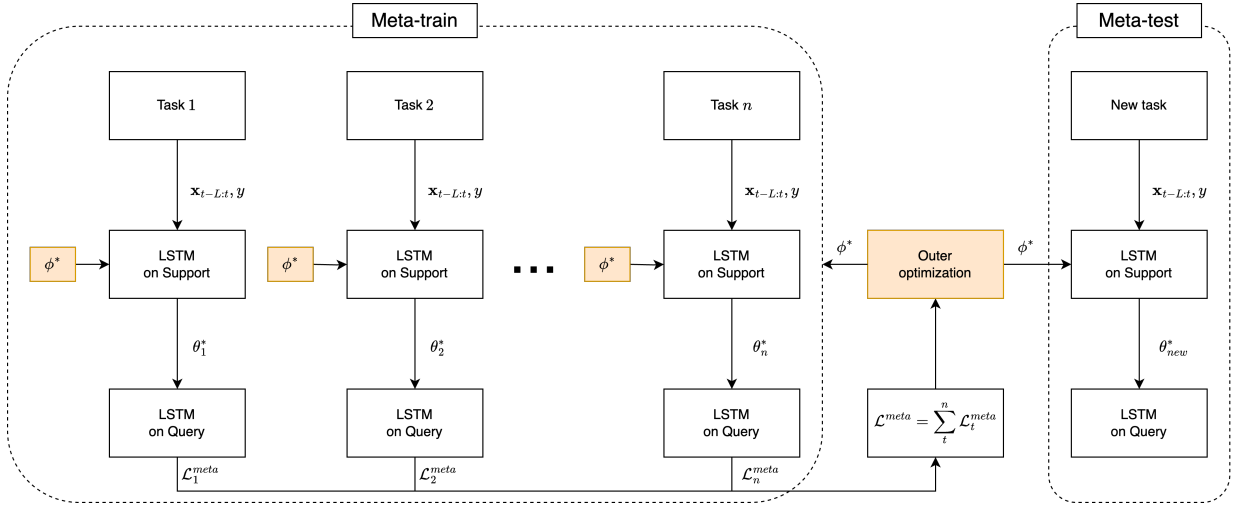 Meta-train
Meta-test
Task 1
Task 2
Task n
New task
𝐱_{t−L:t}, y
𝐱_{t−L:t}, y
𝐱_{t−L:t}, y
𝐱_{t−L:t}, y
ϕ*
LSTM
on Support
ϕ*
LSTM
on Support
...
ϕ*
LSTM
on Support
ϕ*
Outer
optimization
ϕ*
LSTM
on Support
θ*_1
θ*_2
θ*_n
θ*_{new}
LSTM
on Query
LSTM
on Query
LSTM
on Query
ℒ^{meta} = ∑_t^n ℒ_t^{meta}
LSTM
on Query
ℒ_1^{meta}
ℒ_2^{meta}
ℒ_n^{meta}